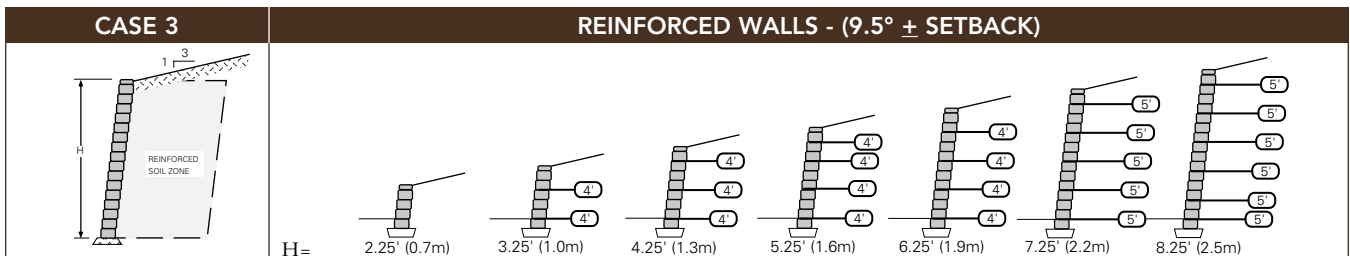 CASE 3
REINFORCED WALLS - (9.5° ± SETBACK)
3
1
H
REINFORCED
SOIL ZONE
4'
4'
4'
4'
4'
4'
4'
4'
4'
4'
4'
4'
4'
5'
5'
5'
5'
5'
5'
5'
5'
5'
5'
5'
H=
2.25' (0.7m)
3.25' (1.0m)
4.25' (1.3m)
5.25' (1.6m)
6.25' (1.9m)
7.25' (2.2m)
8.25' (2.5m)